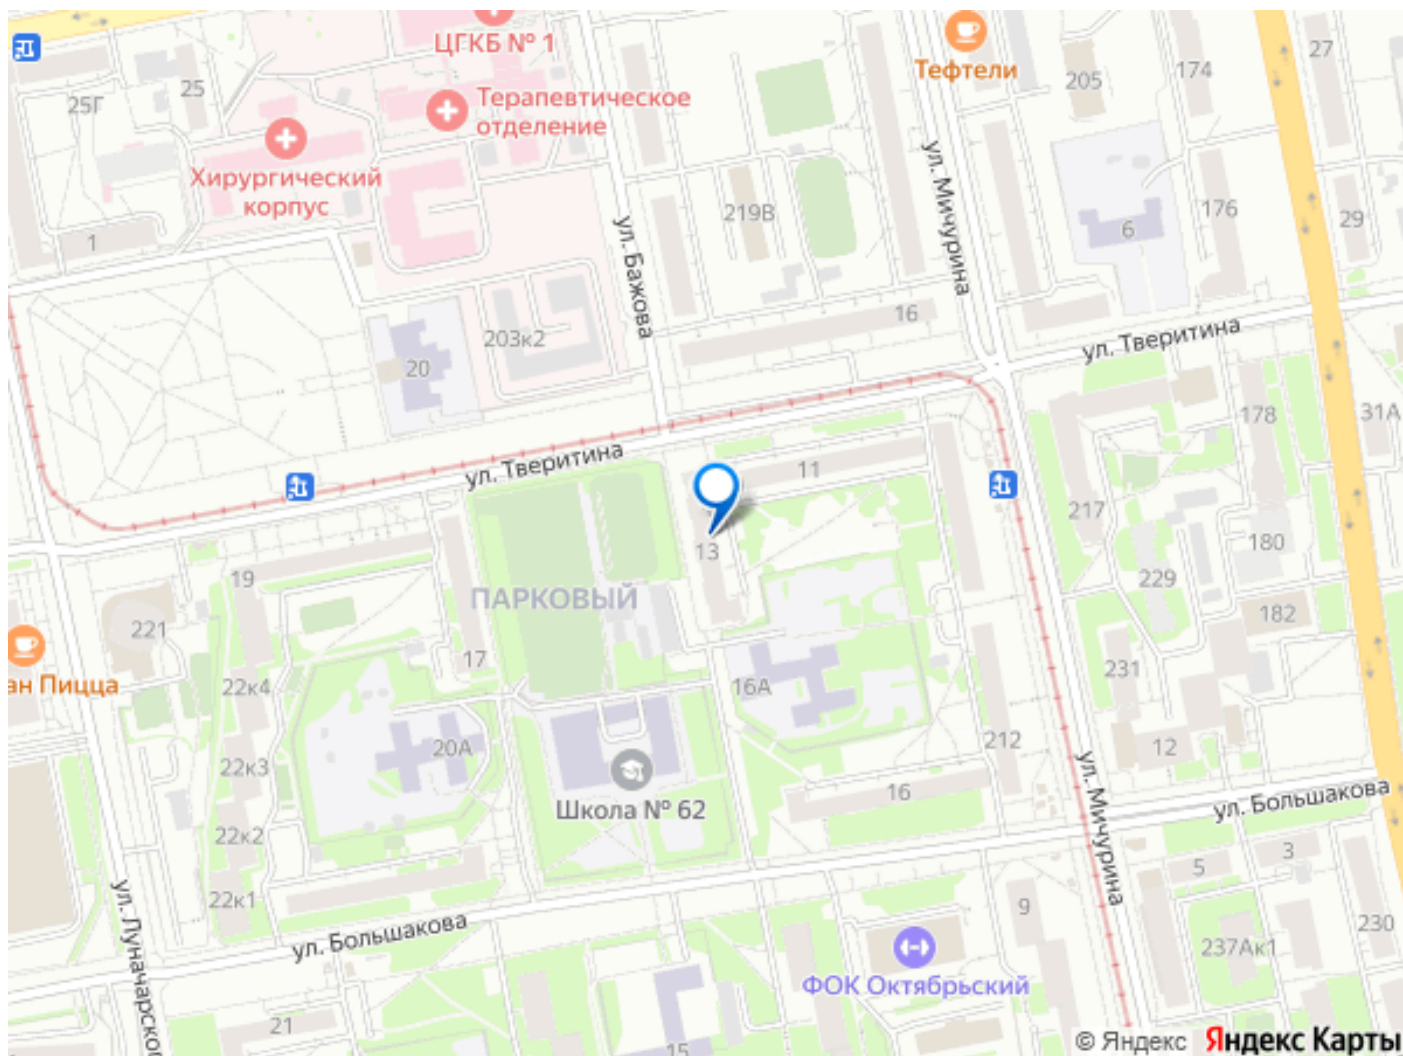 ЦГКБ № 1
Тефтели
27
174
25
205
25Г
Терапевтическое
отделение
ул. Мичурина
Хирургический
корпус
219В
176
29
6
1
ул. Бажова
16
203к2
ул. Тверитина
20
178
31А
ул. Тверитина
11
217
13
180
19
229
ПАРКОВЫЙ
182
221
17
231
ан Пицца
22к4
16А
20А
212
12
22к3
ул. Мичурина
16
ул. Большакова
Школа № 62
22к2
3
5
22к1
ул. Луначарско
9
230
ул. Большакова
237Ак1
ФОК Октябрьский
21
15
© Яндекс Яндекс Карты